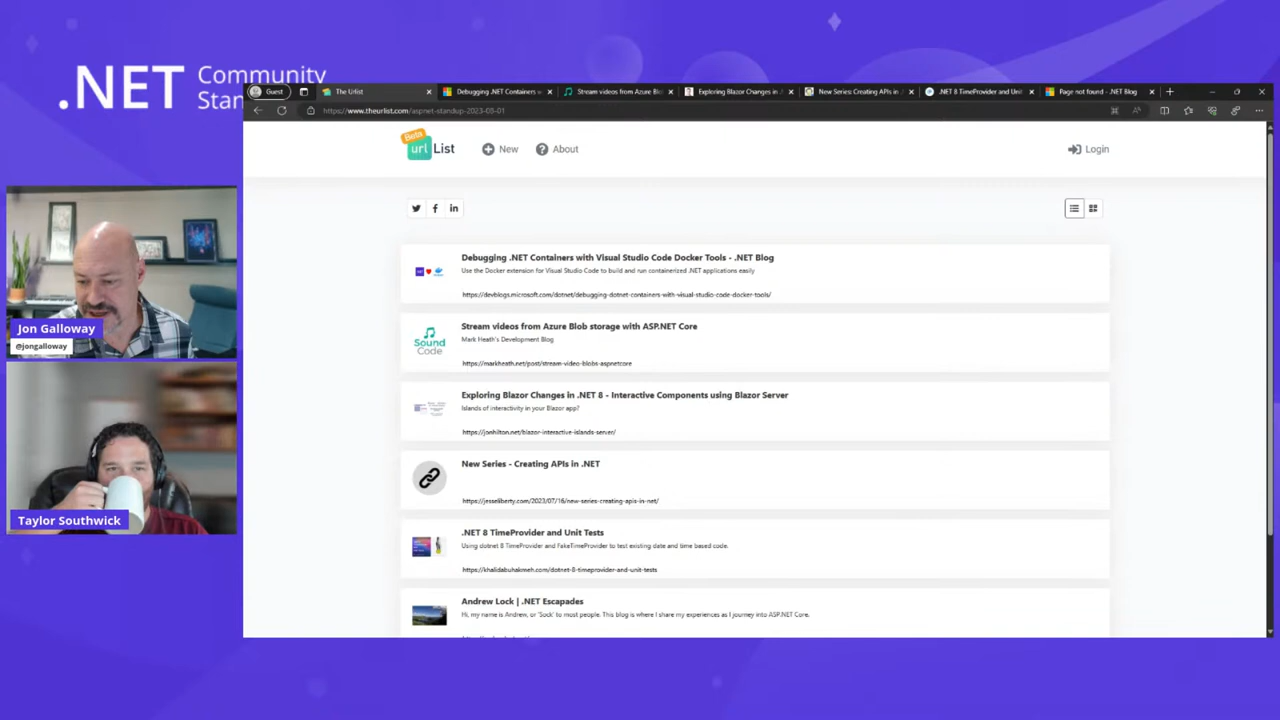 .NET Community
Stan
Guest
The Urlist
Debugging .NET Containers w
Stream videos from Azure Blo
Exploring Blazor Changes in .
New Series: Creating APIs in .
.NET 8 TimeProvider and Unit
Page not found - .NET Blog
https://www.theurlist.com/aspnet-standup-2023-05-01
Beta
url List
New
About
Login
Debugging .NET Containers with Visual Studio Code Docker Tools - .NET Blog
Use the Docker extension for Visual Studio Code to build and run containerized .NET applications easily
https://devblogs.microsoft.com/dotnet/debugging-dotnet-containers-with-visual-studio-code-docker-tools/
Sound
Code
Stream videos from Azure Blob storage with ASP.NET Core
Mark Heath's Development Blog
https://markheath.net/post/stream-video-blobs-aspnetcore
Exploring Blazor Changes in .NET 8 - Interactive Components using Blazor Server
Islands of interactivity in your Blazor app?
https://jonhilton.net/blazor-interactive-islands-server/
New Series - Creating APIs in .NET
https://jesseliberty.com/2023/07/16/new-series-creating-apis-in-net/
.NET 8 TimeProvider and Unit Tests
Using dotnet 8 TimeProvider and FakeTimeProvider to test existing date and time based code.
https://khalidabuhakmeh.com/dotnet-8-timeprovider-and-unit-tests
Andrew Lock | .NET Escapades
Hi, my name is Andrew, or 'Sock' to most people. This blog is where I share my experiences as I journey into ASP.NET Core.
Jon Galloway
@jongalloway
Taylor Southwick